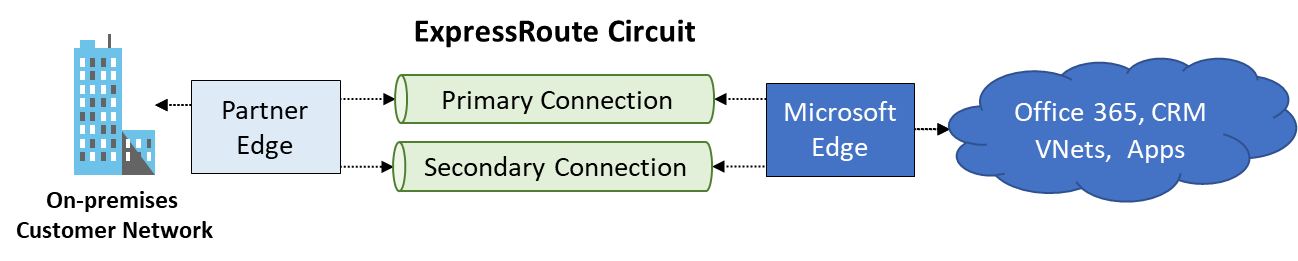 ExpressRoute Circuit
Partner
Edge
Primary Connection
Secondary Connection
Microsoft
Edge
Office 365, CRM
VNets, Apps
On-premises
Customer Network